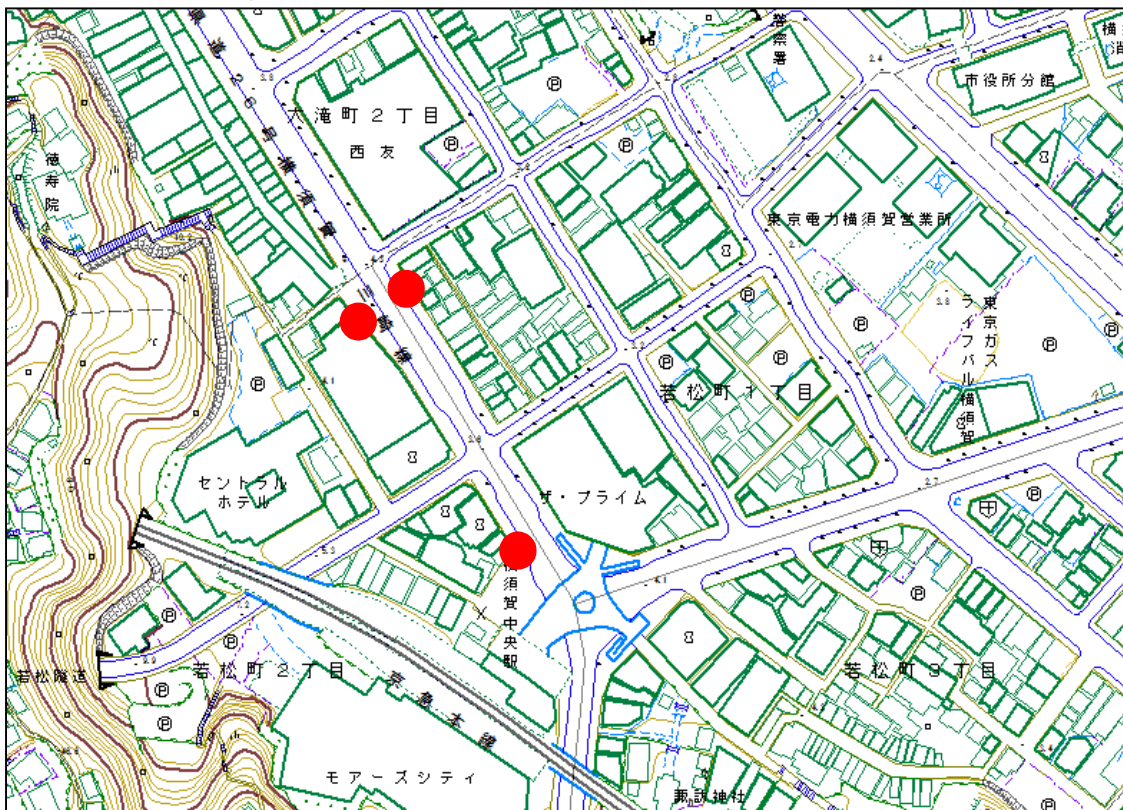 県道２６号横須賀三崎線
警察署
市役所分館
大滝町２丁目
西友
徳寿院
東京電力横須賀営業所
東京ガス
ライフバル横須賀
若松町１丁目
セントラル
ホテル
ザ・プライム
横須賀中央駅
若松隧道
若松町２丁目
京急本線
若松町３丁目
モアーズシティ
諏訪神社